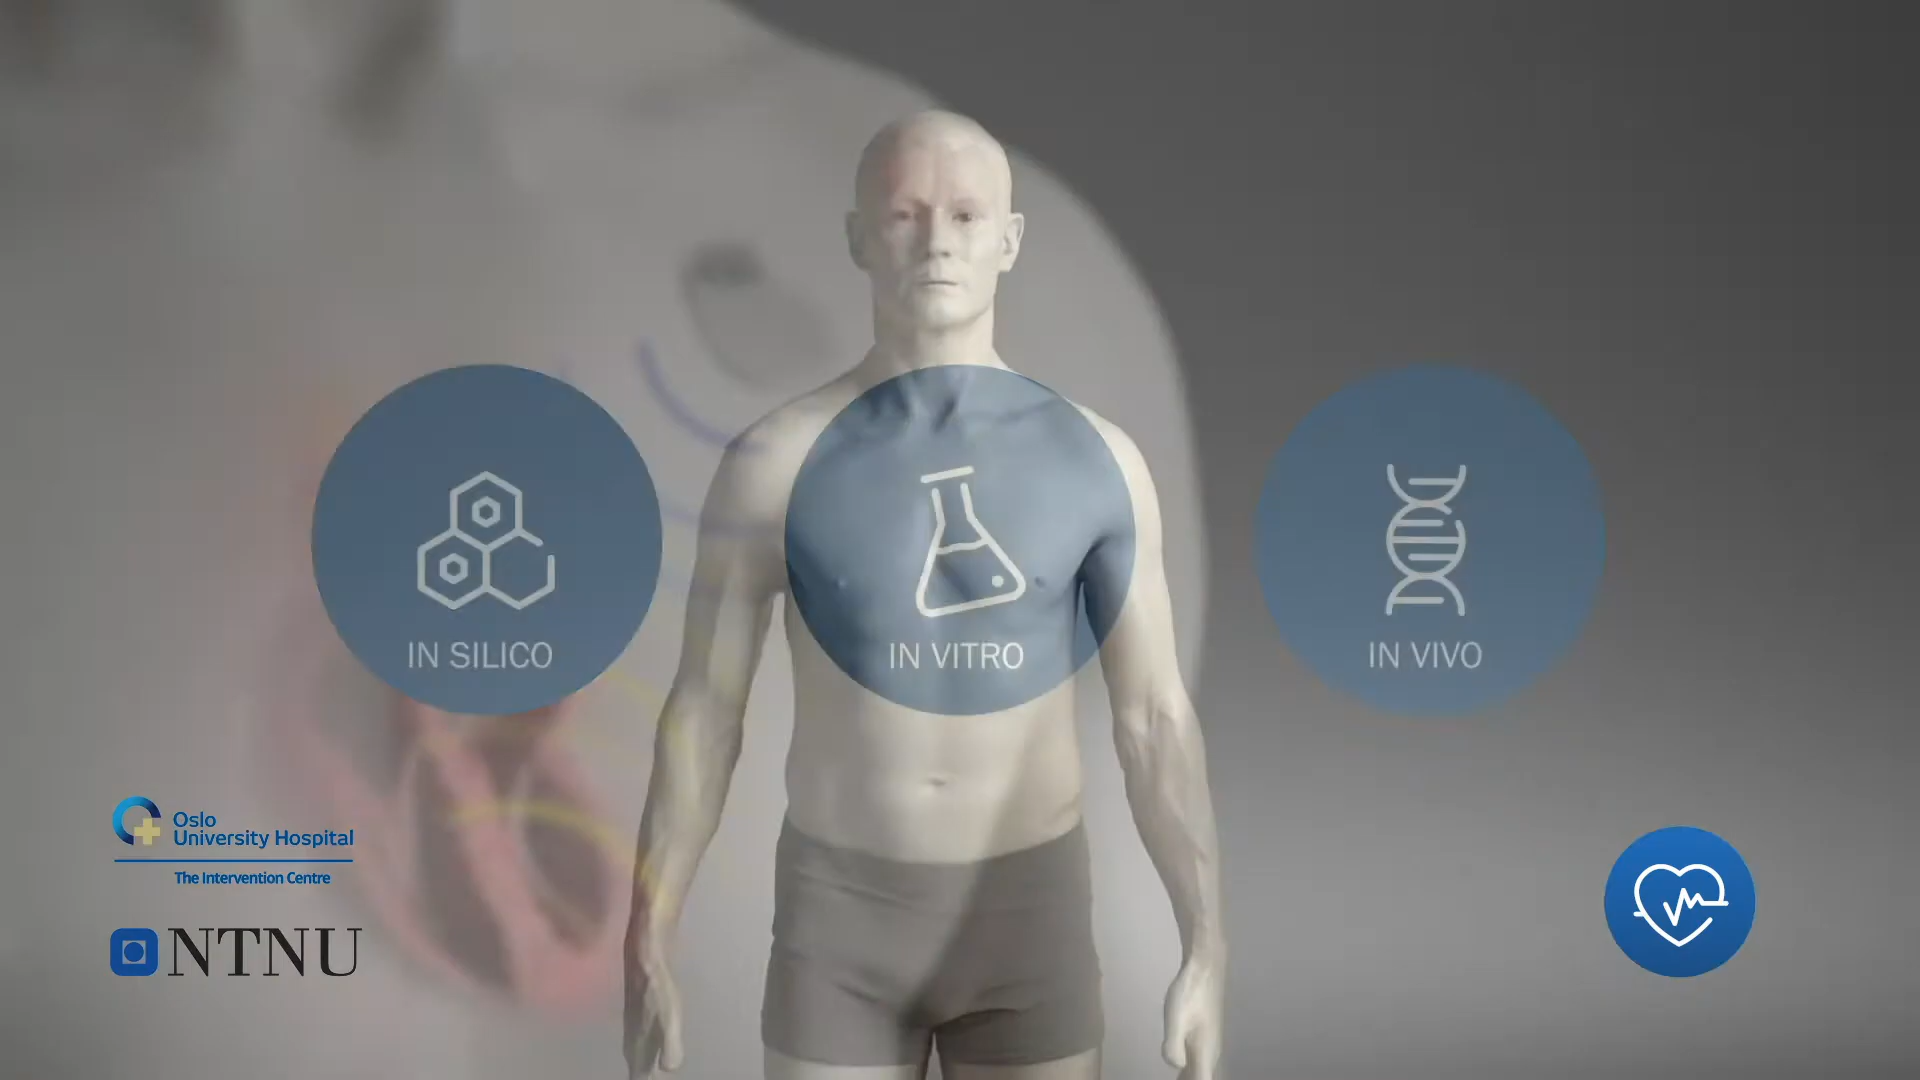 IN SILICO
IN VITRO
IN VIVO
Oslo
University Hospital
The Intervention Centre
NTNU